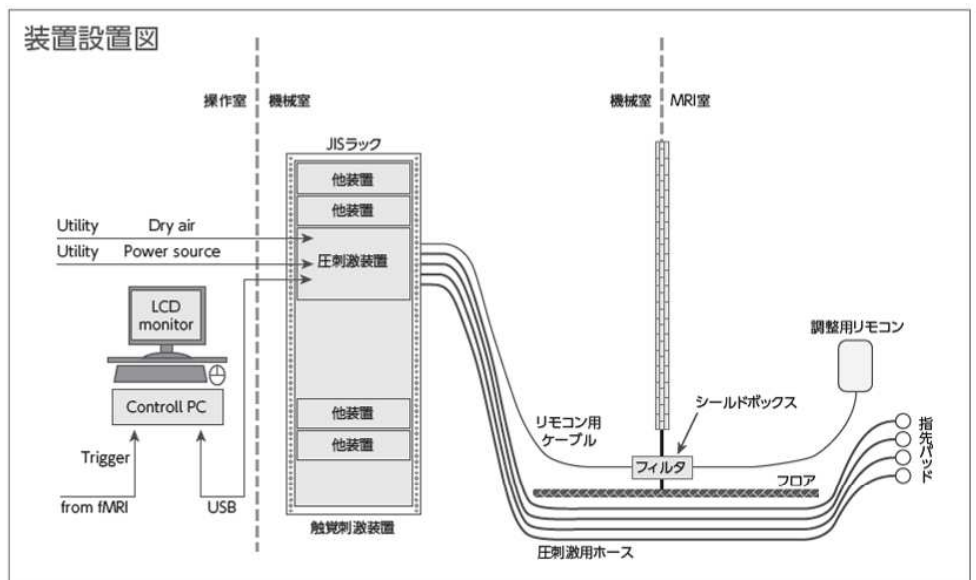 装置設置図
操作室
機械室
機械室
MRI室
JISラック
他装置
他装置
圧刺激装置
他装置
他装置
触覚刺激装置
Utility
Dry air
Utility
Power source
LCD
monitor
Controll PC
Trigger
from fMRI
USB
リモコン用
ケーブル
シールドボックス
フィルタ
調整用リモコン
フロア
指先パッド
圧刺激用ホース